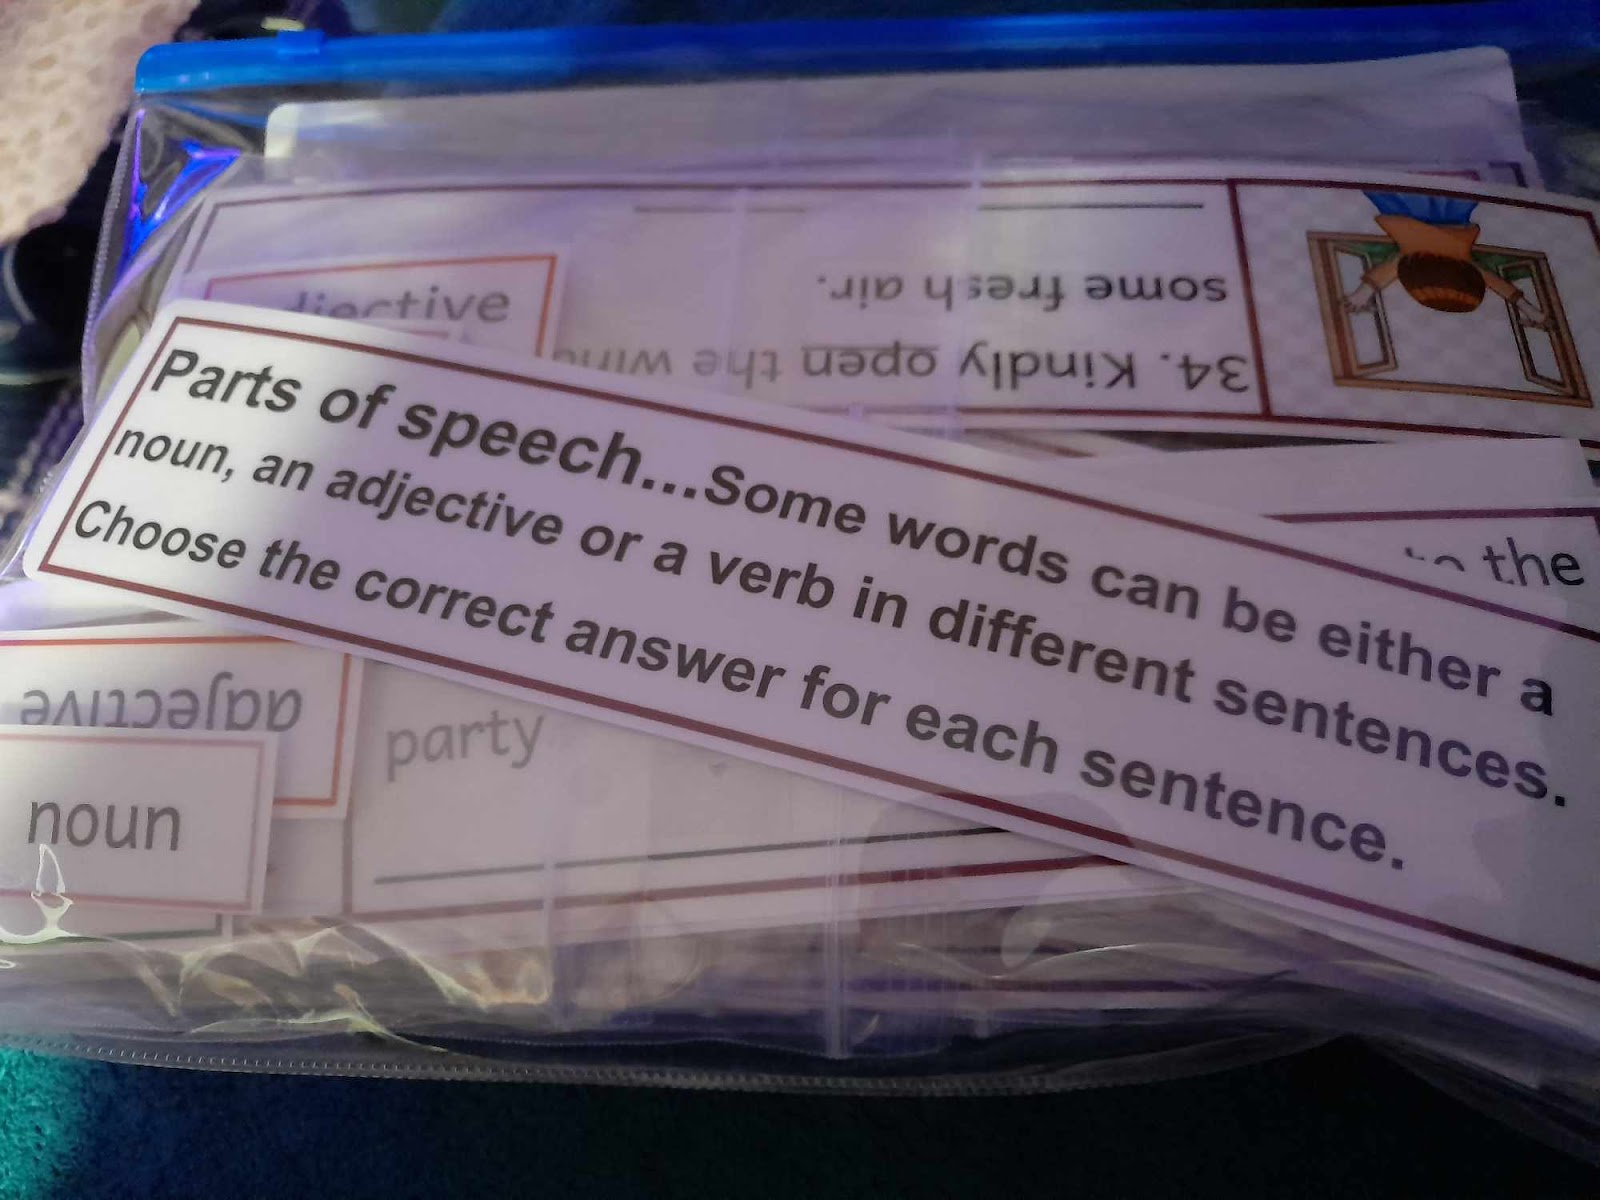 adjective
34. Kindly open the
some fresh air.
Parts of speech...Some words can be either a
noun, an adjective or a verb in different sentences.
Choose the correct answer for each sentence.
the
adjective
party
noun